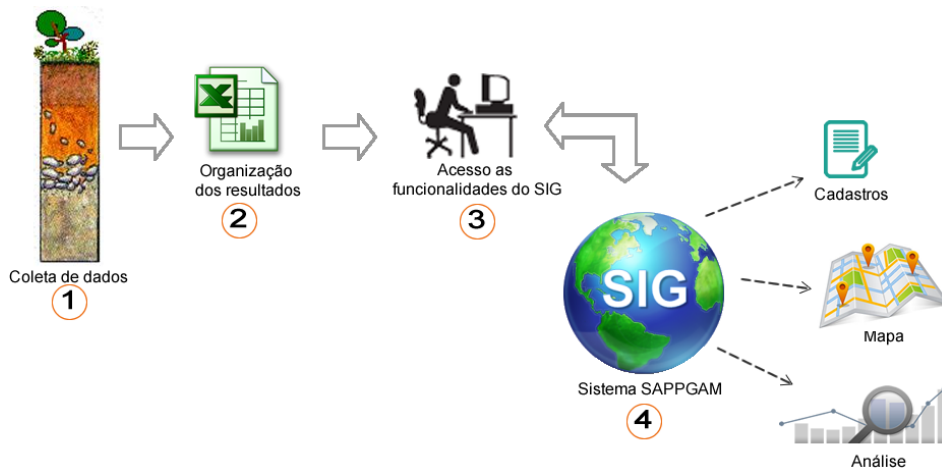 Coleta de dados
1
X
Organização
dos resultados
2
Acesso as
funcionalidades do SIG
3
SIG
Sistema SAPPGAM
4
Cadastros
Mapa
Análise